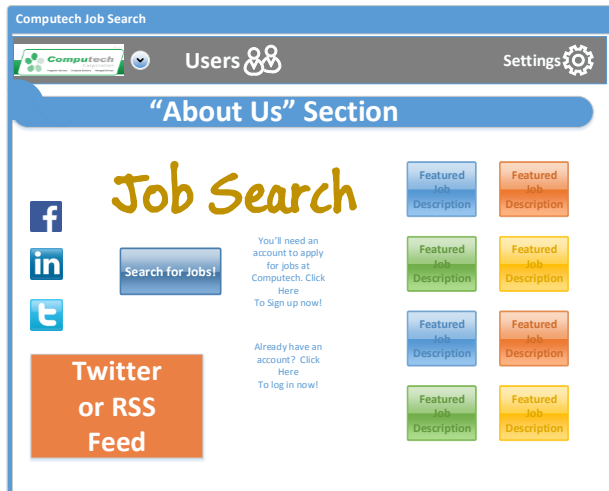 Computech Job Search
Computech
Corporation
Users
Settings
“About Us” Section
Job Search
f
in
t
Search for Jobs!
You’ll need an
account to apply
for jobs at
Computech. Click
Here
To Sign up now!
Already have an
account? Click
Here
To log in now!
Twitter
or RSS
Feed
Featured
Job
Description
Featured
Job
Description
Featured
Job
Description
Featured
Job
Description
Featured
Job
Description
Featured
Job
Description
Featured
Job
Description
Featured
Job
Description